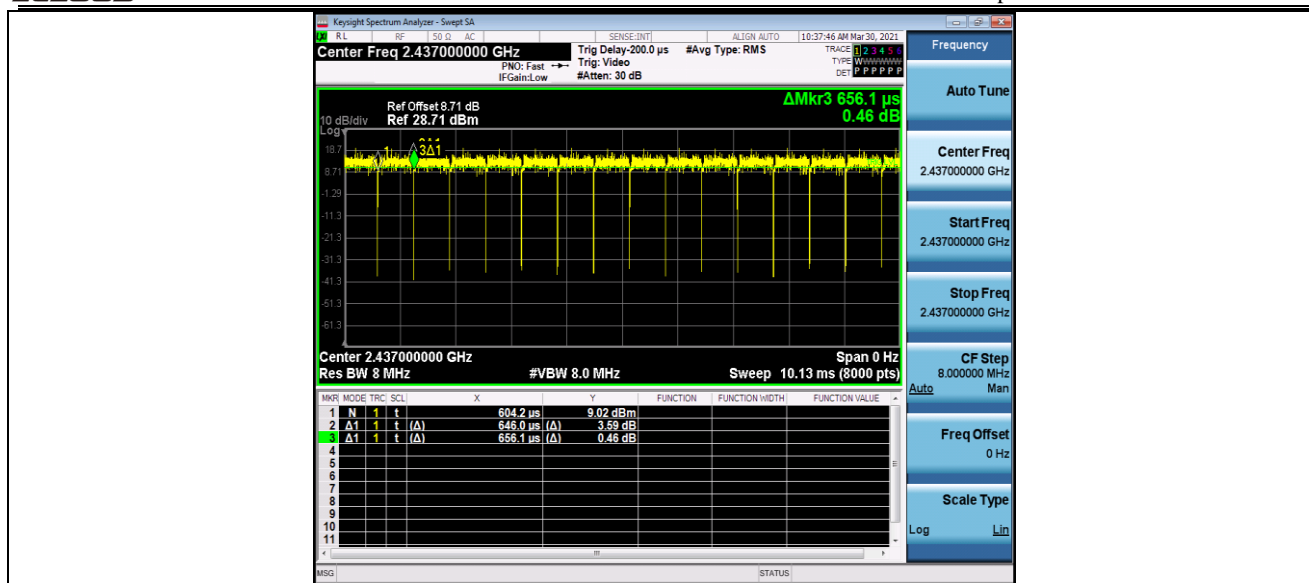 Keysight Spectrum Analyzer - Swept SA
RL RF 50 Ω AC SENSE:INT ALIGN AUTO 10:37:46 AM Mar 30, 2021
Center Freq 2.437000000 GHz
PNO: Fast
IFGain:Low
Trig Delay-200.0 µs
Trig: Video
#Atten: 30 dB
#Avg Type: RMS
TRACE 1 2 3 4 5 6
TYPE W
DET P P P P P P
ΔMkr3 656.1 µs
0.46 dB
Ref Offset 8.71 dB
10 dB/div Ref 28.71 dBm
Log
18.7
8.71
-1.29
-11.3
-21.3
-31.3
-41.3
-51.3
-61.3
1
3Δ1
Center 2.437000000 GHz Span 0 Hz
Res BW 8 MHz #VBW 8.0 MHz Sweep 10.13 ms (8000 pts)
MKR MODE TRC SCL X Y FUNCTION FUNCTION WIDTH FUNCTION VALUE
1 N 1 t 604.2 µs 9.02 dBm
2 Δ1 1 t (Δ) 646.0 µs (Δ) 3.59 dB
3 Δ1 1 t (Δ) 656.1 µs (Δ) 0.46 dB
4
5
6
7
8
9
10
11
MSG STATUS
Frequency
Auto Tune
Center Freq
2.437000000 GHz
Start Freq
2.437000000 GHz
Stop Freq
2.437000000 GHz
CF Step
8.000000 MHz
Auto Man
Freq Offset
0 Hz
Scale Type
Log Lin